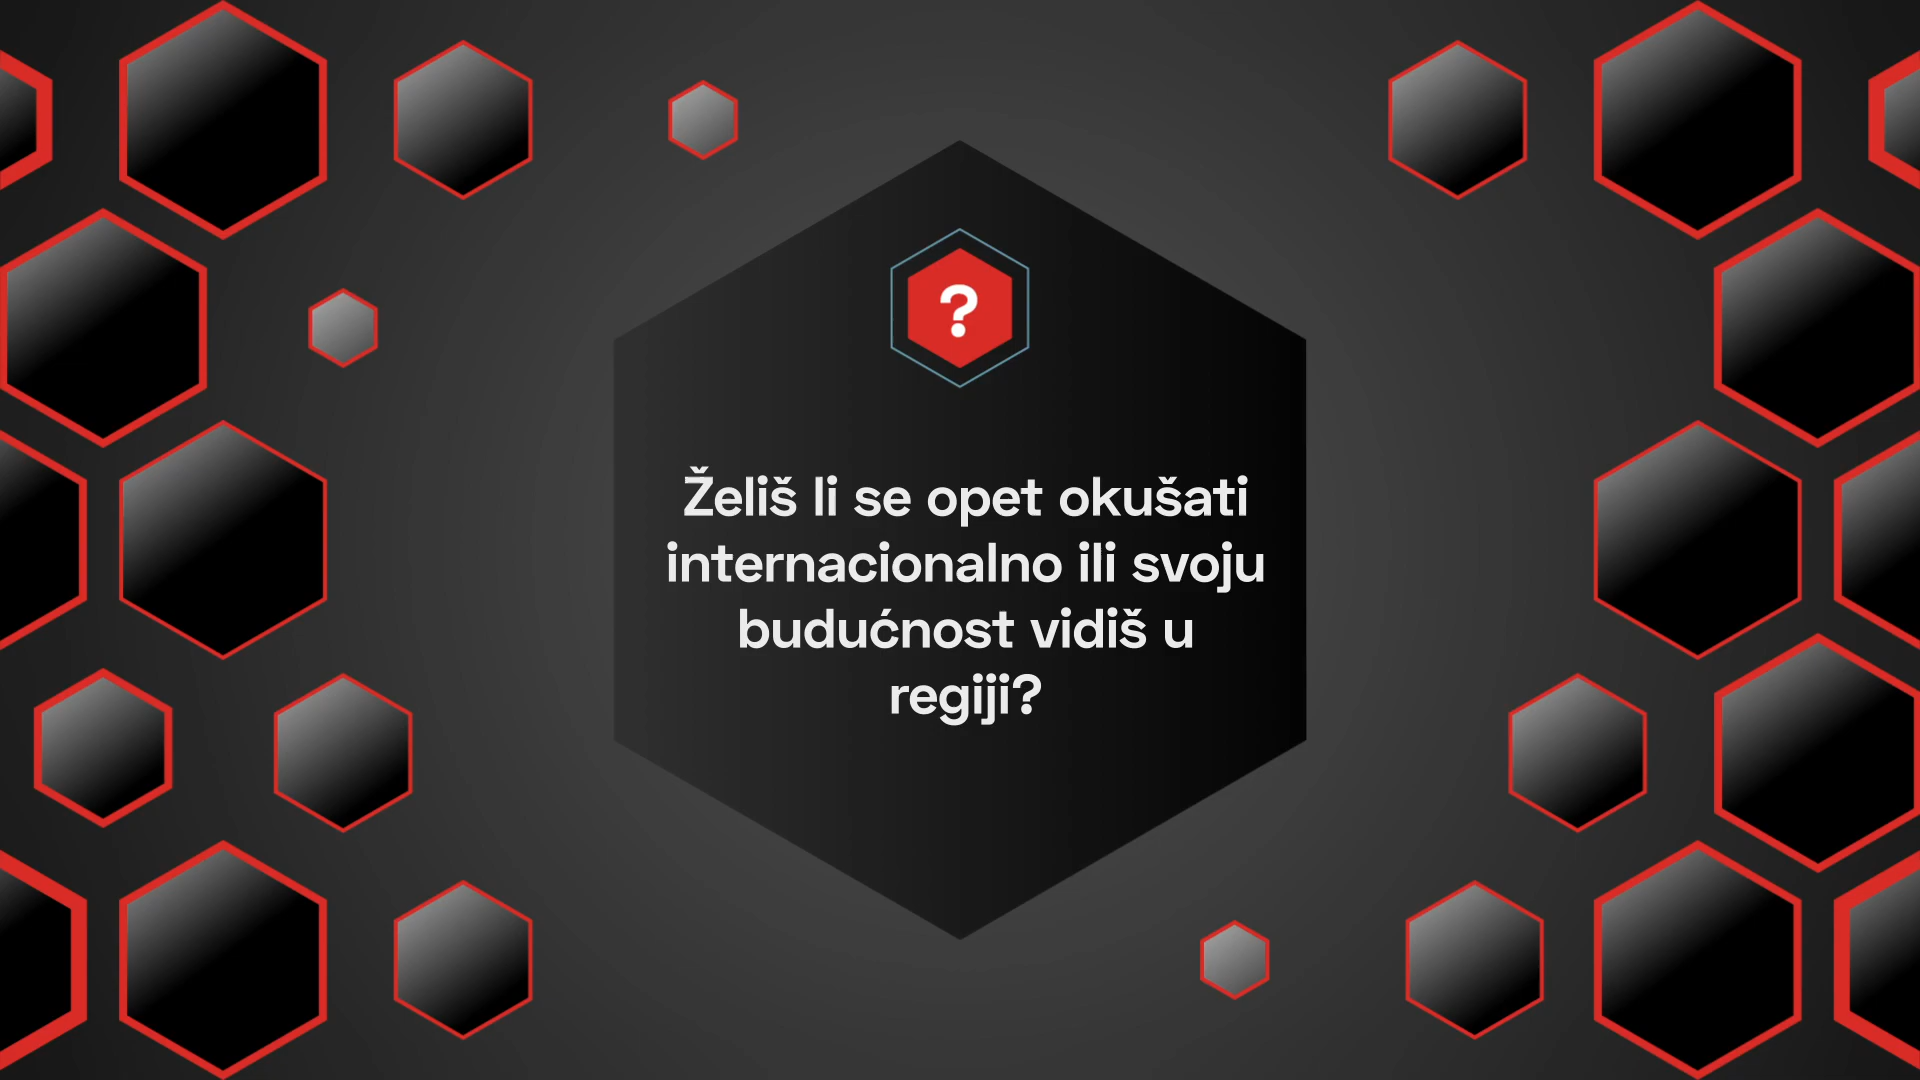 ?
Želiš li se opet okušati
internacionalno ili svoju
budućnost vidiš u
regiji?